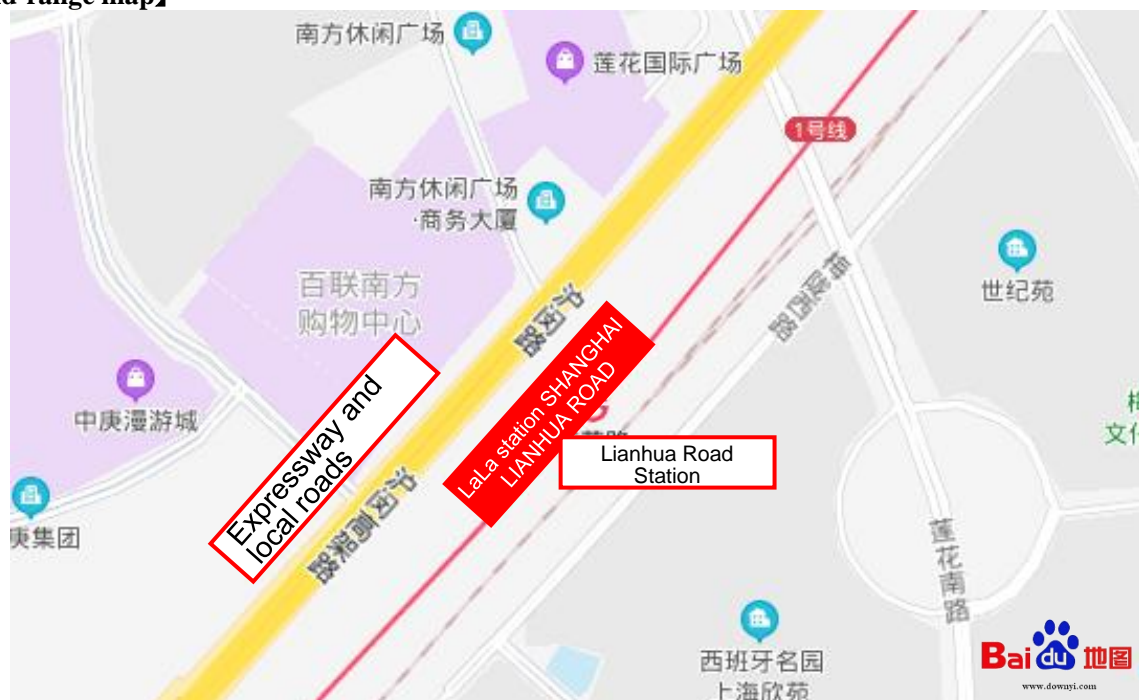 d-range map】
南方休闲广场
莲花国际广场
1号线
南方休闲广场
·商务大厦
世纪苑
百联南方
购物中心
沪闵路
梅陇西路
LaLa station SHANGHAI
LIANHUA ROAD
中庚漫游城
Expressway and
local roads
Lianhua Road
Station
文化
沪闵高架路
庚集团
莲花南路
西班牙名园
上海欣苑
Bai du 地图
www.downyi.com